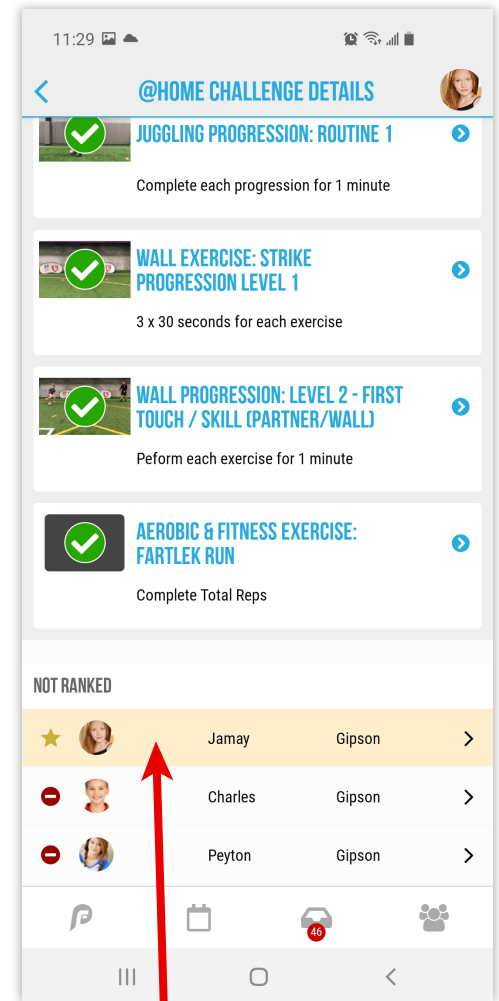 11:29
@HOME CHALLENGE DETAILS
JUGGLING PROGRESSION: ROUTINE 1
Complete each progression for 1 minute
WALL EXERCISE: STRIKE
PROGRESSION LEVEL 1
3 x 30 seconds for each exercise
WALL PROGRESSION: LEVEL 2 - FIRST
TOUCH / SKILL (PARTNER/WALL)
Peform each exercise for 1 minute
AEROBIC & FITNESS EXERCISE:
FARTLEK RUN
Complete Total Reps
NOT RANKED
Jamay Gipson
Charles Gipson
Peyton Gipson
46